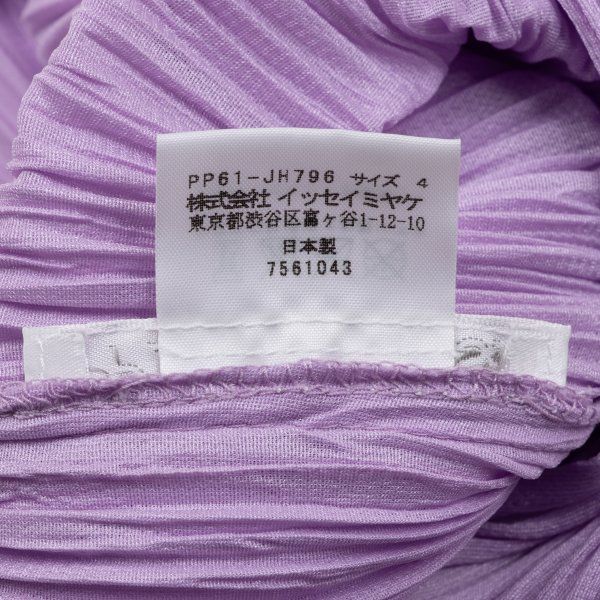 PP61-JH796 サイズ 4
株式会社 イッセイミヤケ
東京都渋谷区富ヶ谷1-12-10
日本製
7561043